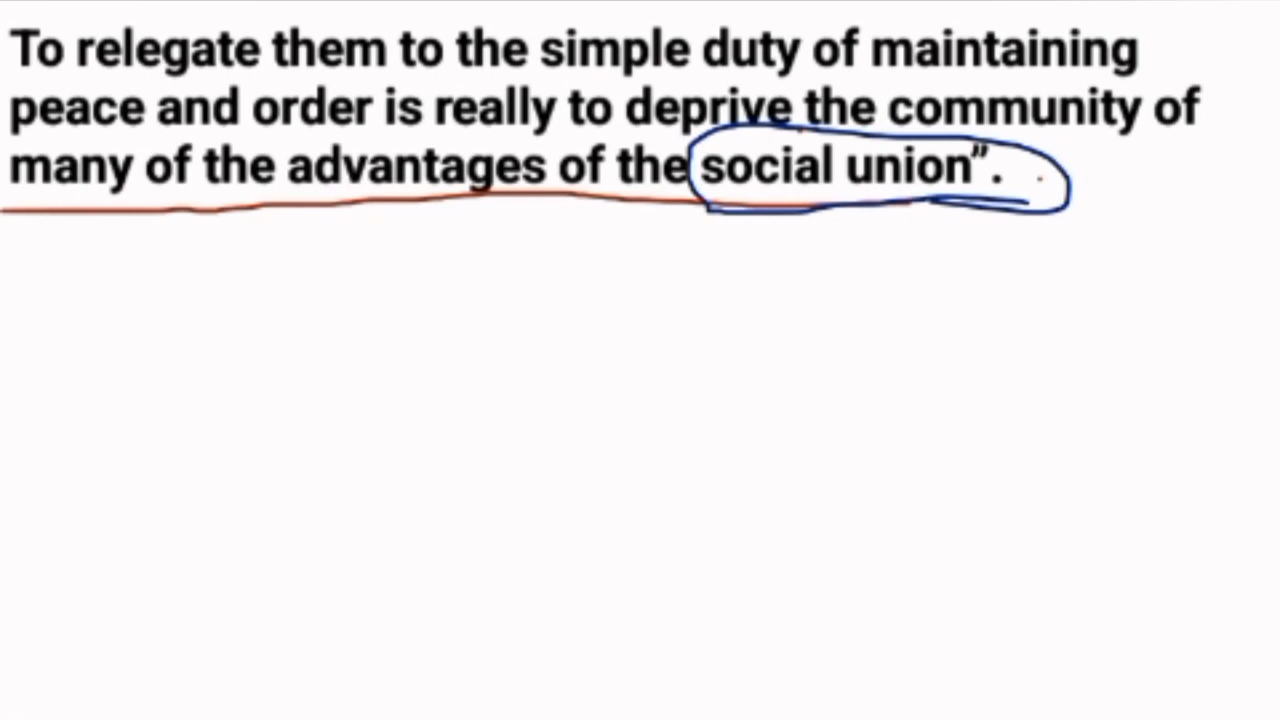 To relegate them to the simple duty of maintaining
peace and order is really to deprive the community of
many of the advantages of the social union”.